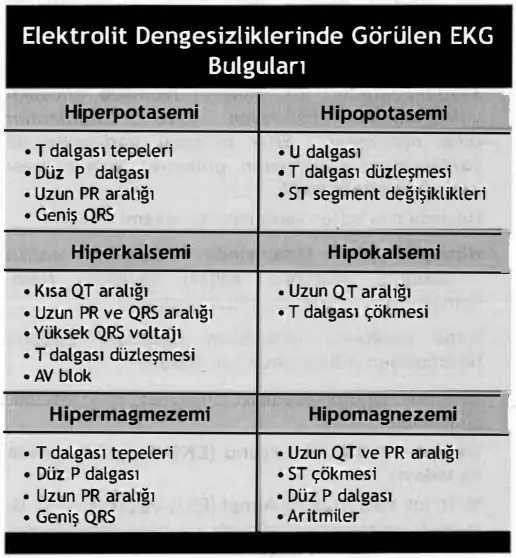 Elektrolit Dengesizliklerinde Görülen EKG
Bulguları
Hiperpotasemi
• T dalgası tepeleri
• Düz P dalgası
• Uzun PR aralığı
• Geniş QRS
Hipopotasemi
• U dalgası
• T dalgası düzleşmesi
• ST segment değişiklikleri
Hiperkalsemi
• Kısa QT aralığı
• Uzun PR ve QRS aralığı
• Yüksek QRS voltajı
• T dalgası düzleşmesi
• AV blok
Hipokalsemi
• Uzun QT aralığı
• T dalgası çökmesi
Hipermagmezemi
• T dalgası tepeleri
• Düz P dalgası
• Uzun PR aralığı
• Geniş QRS
Hipomagnezemi
• Uzun QT ve PR aralığı
• ST çökmesi
• Düz P dalgası
• Aritmiler